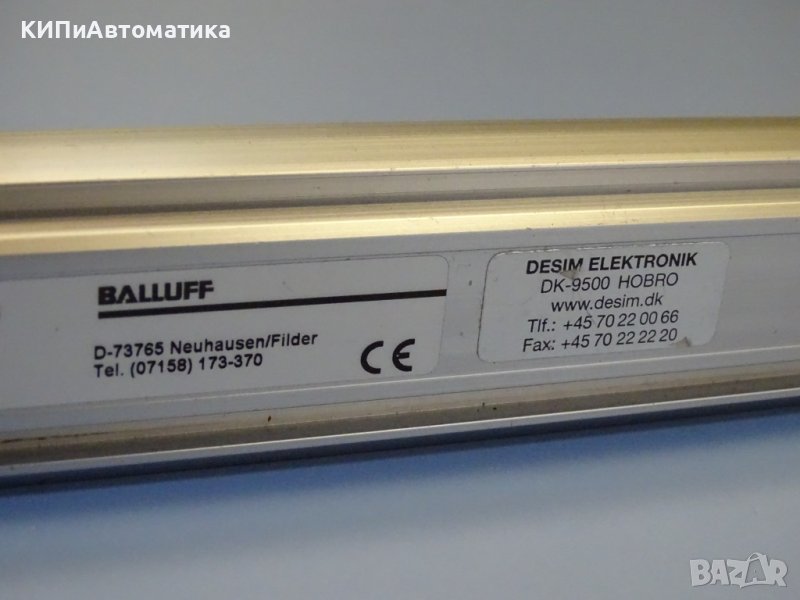 КИПиАвтоматика
BALLUFF
D-73765 Neuhausen/Filder
Tel. (07158) 173-370
CE
DESIM ELEKTRONIK
DK-9500 HOBRO
www.desim.dk
Tlf.: +45 70 22 00 66
Fax: +45 70 22 22 20
BAZAR